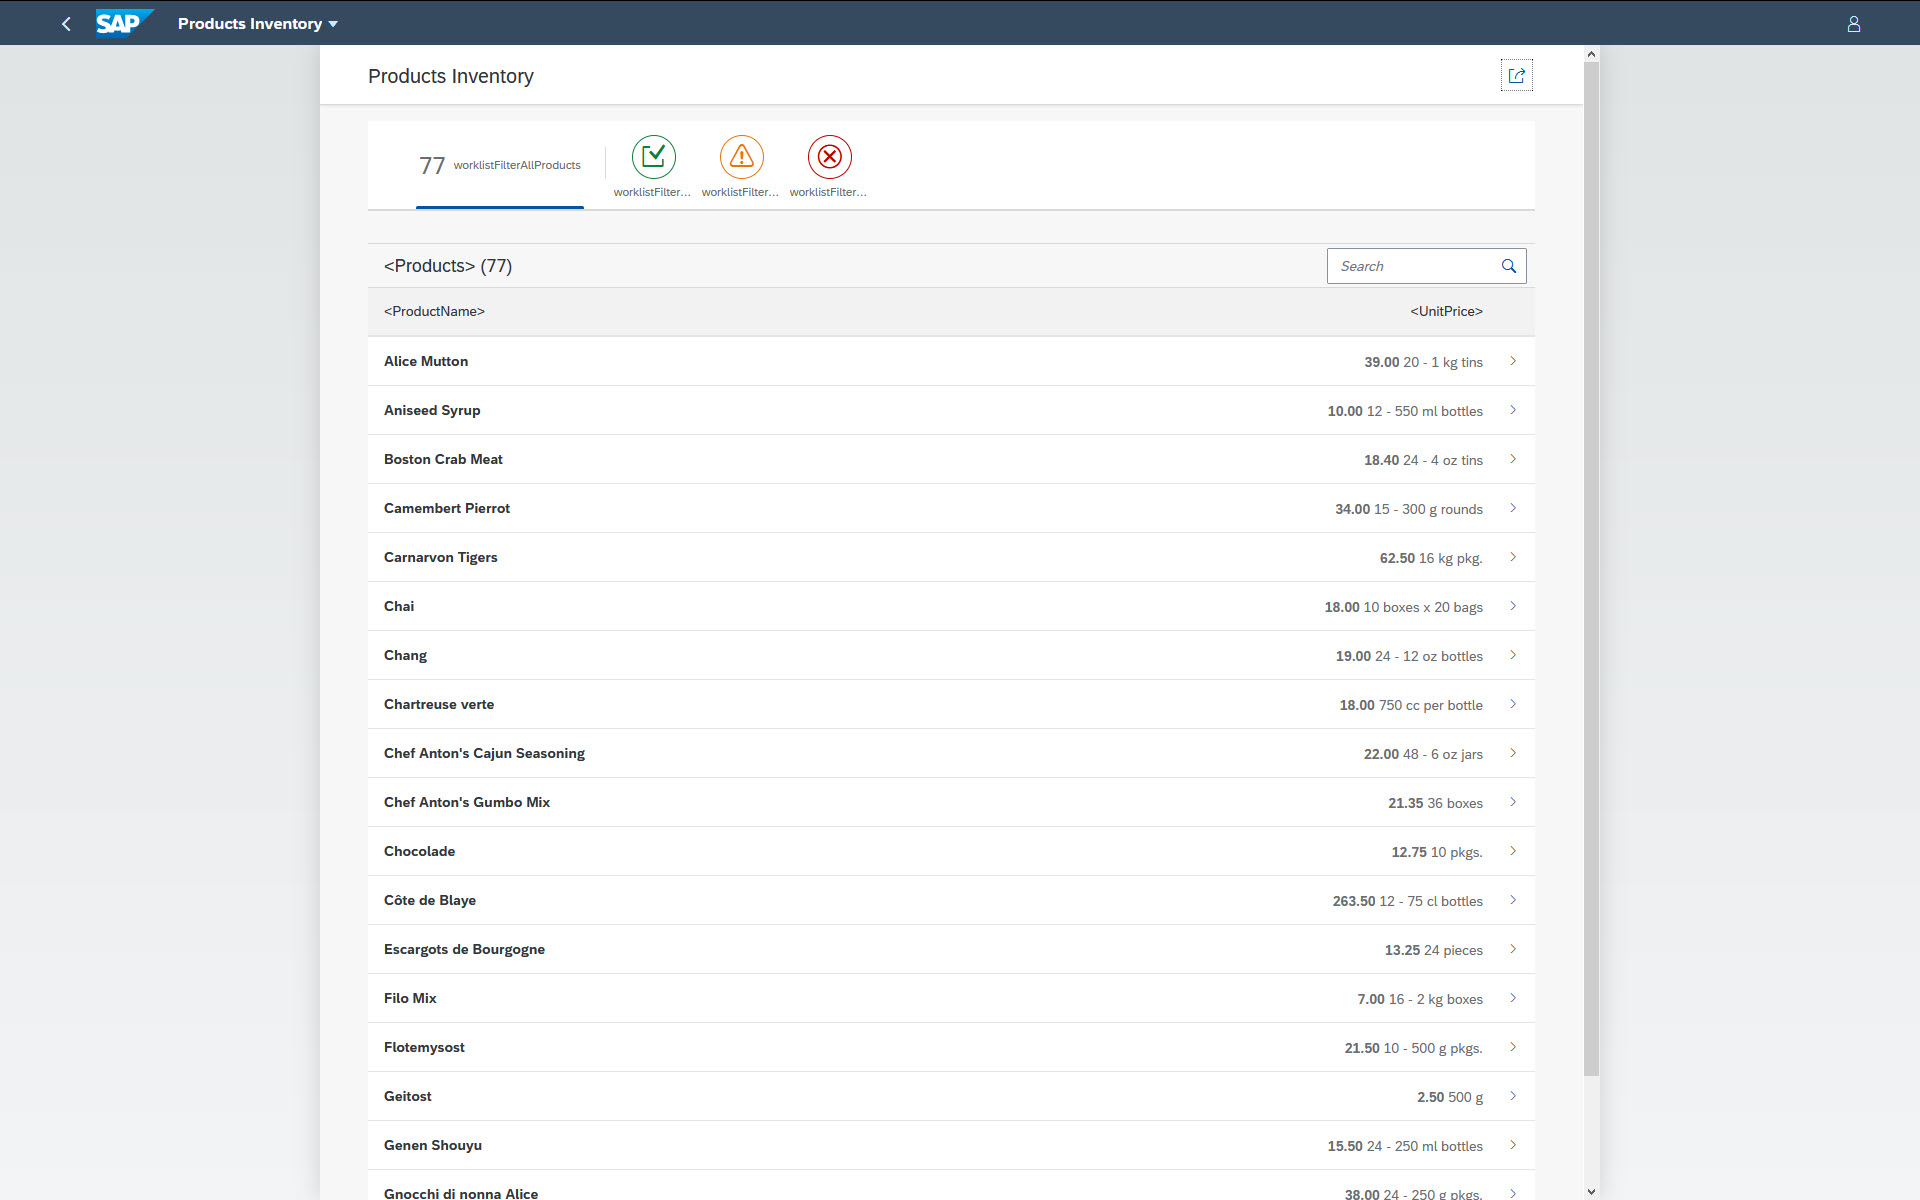 SAP Products Inventory
Products Inventory
77 worklistFilterAllProducts
worklistFilter... worklistFilter... worklistFilter...
<Products> (77)
Search
<ProductName> <UnitPrice>
Alice Mutton 39.00 20 - 1 kg tins
Aniseed Syrup 10.00 12 - 550 ml bottles
Boston Crab Meat 18.40 24 - 4 oz tins
Camembert Pierrot 34.00 15 - 300 g rounds
Carnarvon Tigers 62.50 16 kg pkg.
Chai 18.00 10 boxes x 20 bags
Chang 19.00 24 - 12 oz bottles
Chartreuse verte 18.00 750 cc per bottle
Chef Anton's Cajun Seasoning 22.00 48 - 6 oz jars
Chef Anton's Gumbo Mix 21.35 36 boxes
Chocolade 12.75 10 pkgs.
Côte de Blaye 263.50 12 - 75 cl bottles
Escargots de Bourgogne 13.25 24 pieces
Filo Mix 7.00 16 - 2 kg boxes
Flotemysost 21.50 10 - 500 g pkgs.
Geitost 2.50 500 g
Genen Shouyu 15.50 24 - 250 ml bottles
Gnocchi di nonna Alice 38.00 24 - 250 g pkgs.